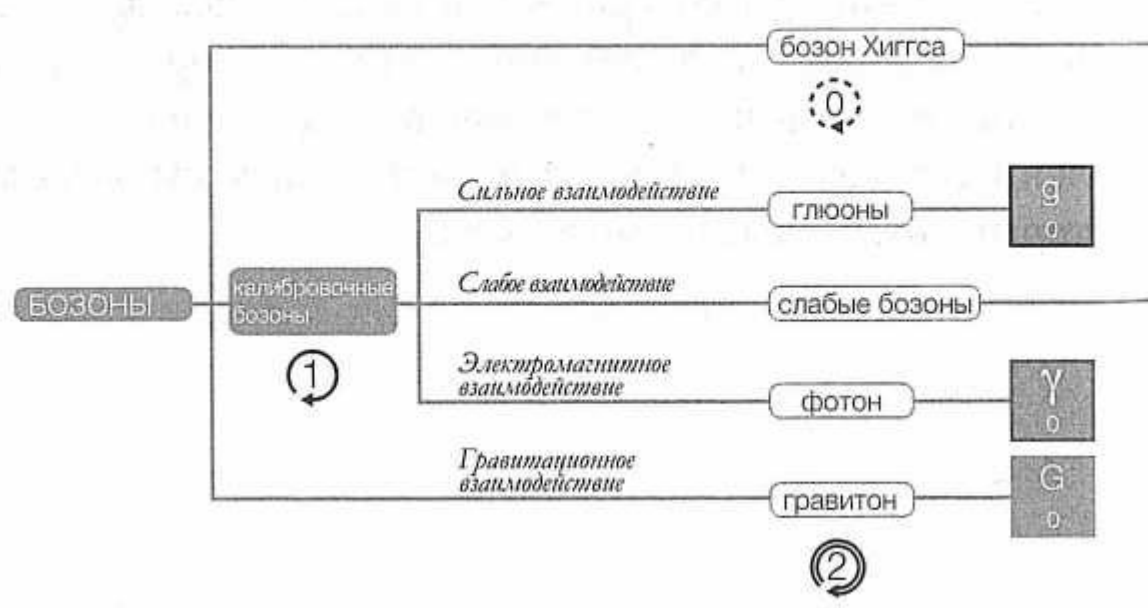 бозон Хиггса
0
Сильное взаимодействие
глюоны
g
0
БОЗОНЫ
калибровочные
бозоны
1
Слабое взаимодействие
слабые бозоны
Электромагнитное
взаимодействие
фотон
γ
0
Гравитационное
взаимодействие
гравитон
G
0
2